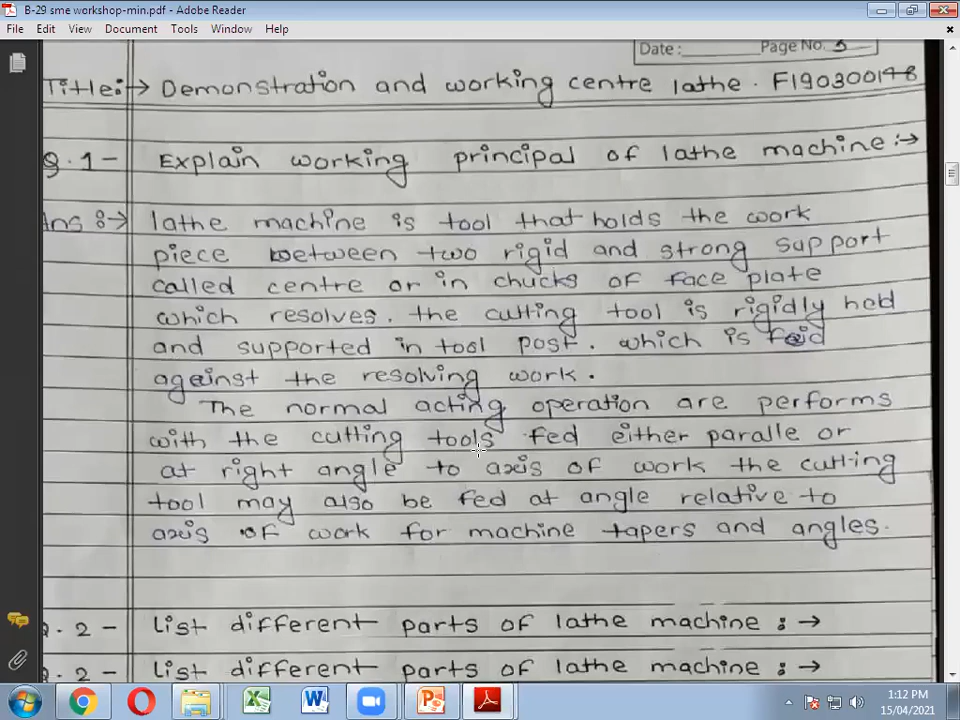 B-29 sme workshop-min.pdf - Adobe Reader
File Edit View Document Tools Window Help
Date: Page No. 3
Title:→ Demonstration and working centre lathe. F190300148
Q.1- Explain working principal of lathe machine:→
Ans:→ lathe machine is tool that holds the work
piece between two rigid and strong support
called centre or in chucks of face plate
which resolves. the cutting tool is rigidly held
and supported in tool post. which is
against the resolving work.
The normal acting operation are performs
with the cutting tools fed either paralle or
at right angle to axis of work the cutting
tool may also be fed at angle relative to
axis of work for machine tapers and angles.
Q.2- List different parts of lathe machine:→
Q.2- List different parts of lathe machine:→
1:12 PM
15/04/2021